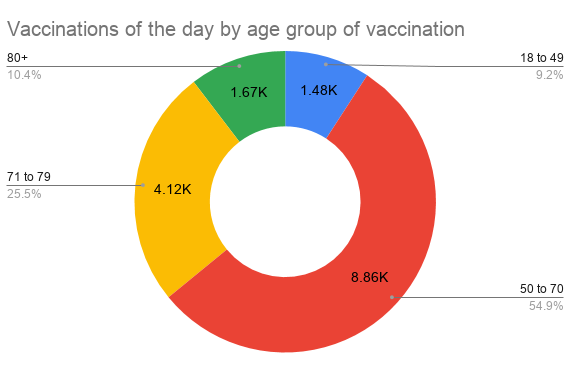 Vaccinations of the day by age group of vaccination
80+
10.4%
18 to 49
9.2%
1.67K
1.48K
71 to 79
25.5%
4.12K
8.86K
50 to 70
54.9%